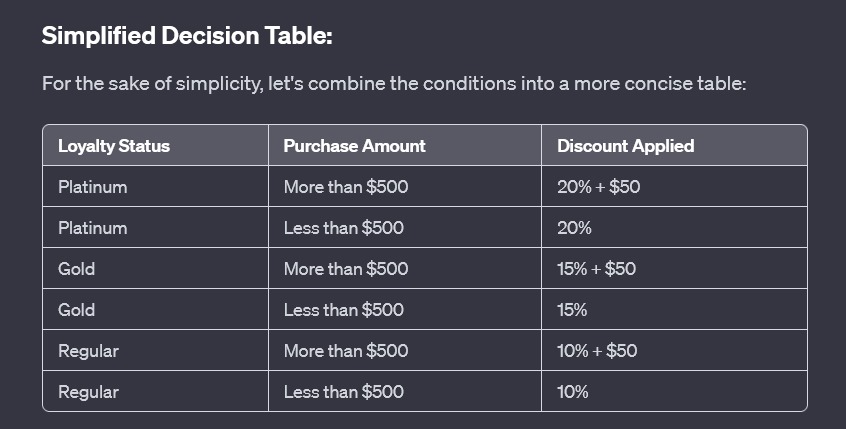 Simplified Decision Table:
For the sake of simplicity, let's combine the conditions into a more concise table:
Loyalty Status Purchase Amount Discount Applied
Platinum More than $500 20% + $50
Platinum Less than $500 20%
Gold More than $500 15% + $50
Gold Less than $500 15%
Regular More than $500 10% + $50
Regular Less than $500 10%